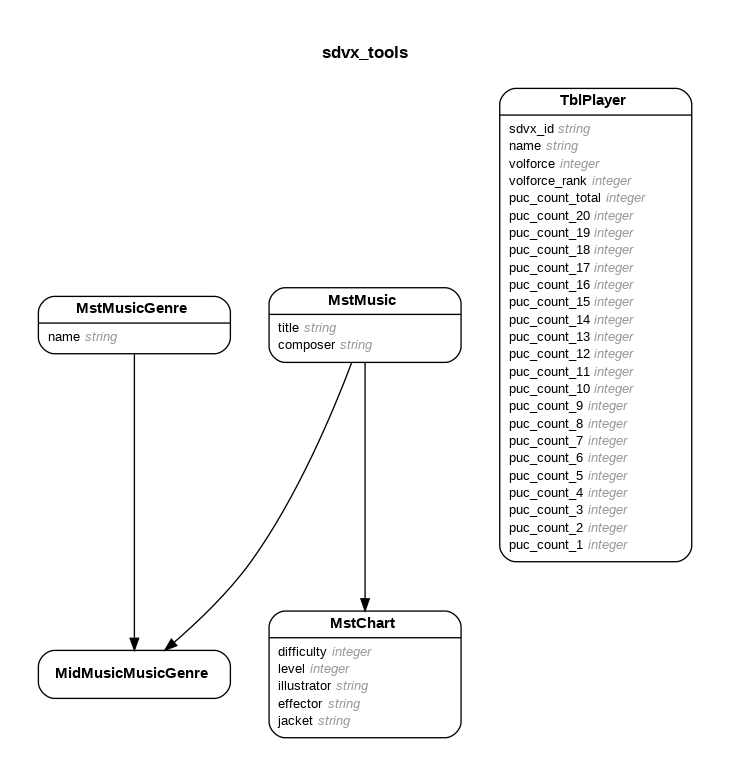 sdvx_tools
TblPlayer
sdvx_id string
name string
volforce integer
volforce_rank integer
puc_count_total integer
puc_count_20 integer
puc_count_19 integer
puc_count_18 integer
puc_count_17 integer
puc_count_16 integer
puc_count_15 integer
puc_count_14 integer
puc_count_13 integer
puc_count_12 integer
puc_count_11 integer
puc_count_10 integer
puc_count_9 integer
puc_count_8 integer
puc_count_7 integer
puc_count_6 integer
puc_count_5 integer
puc_count_4 integer
puc_count_3 integer
puc_count_2 integer
puc_count_1 integer
MstMusicGenre
name string
MstMusic
title string
composer string
MidMusicMusicGenre
MstChart
difficulty integer
level integer
illustrator string
effector string
jacket string